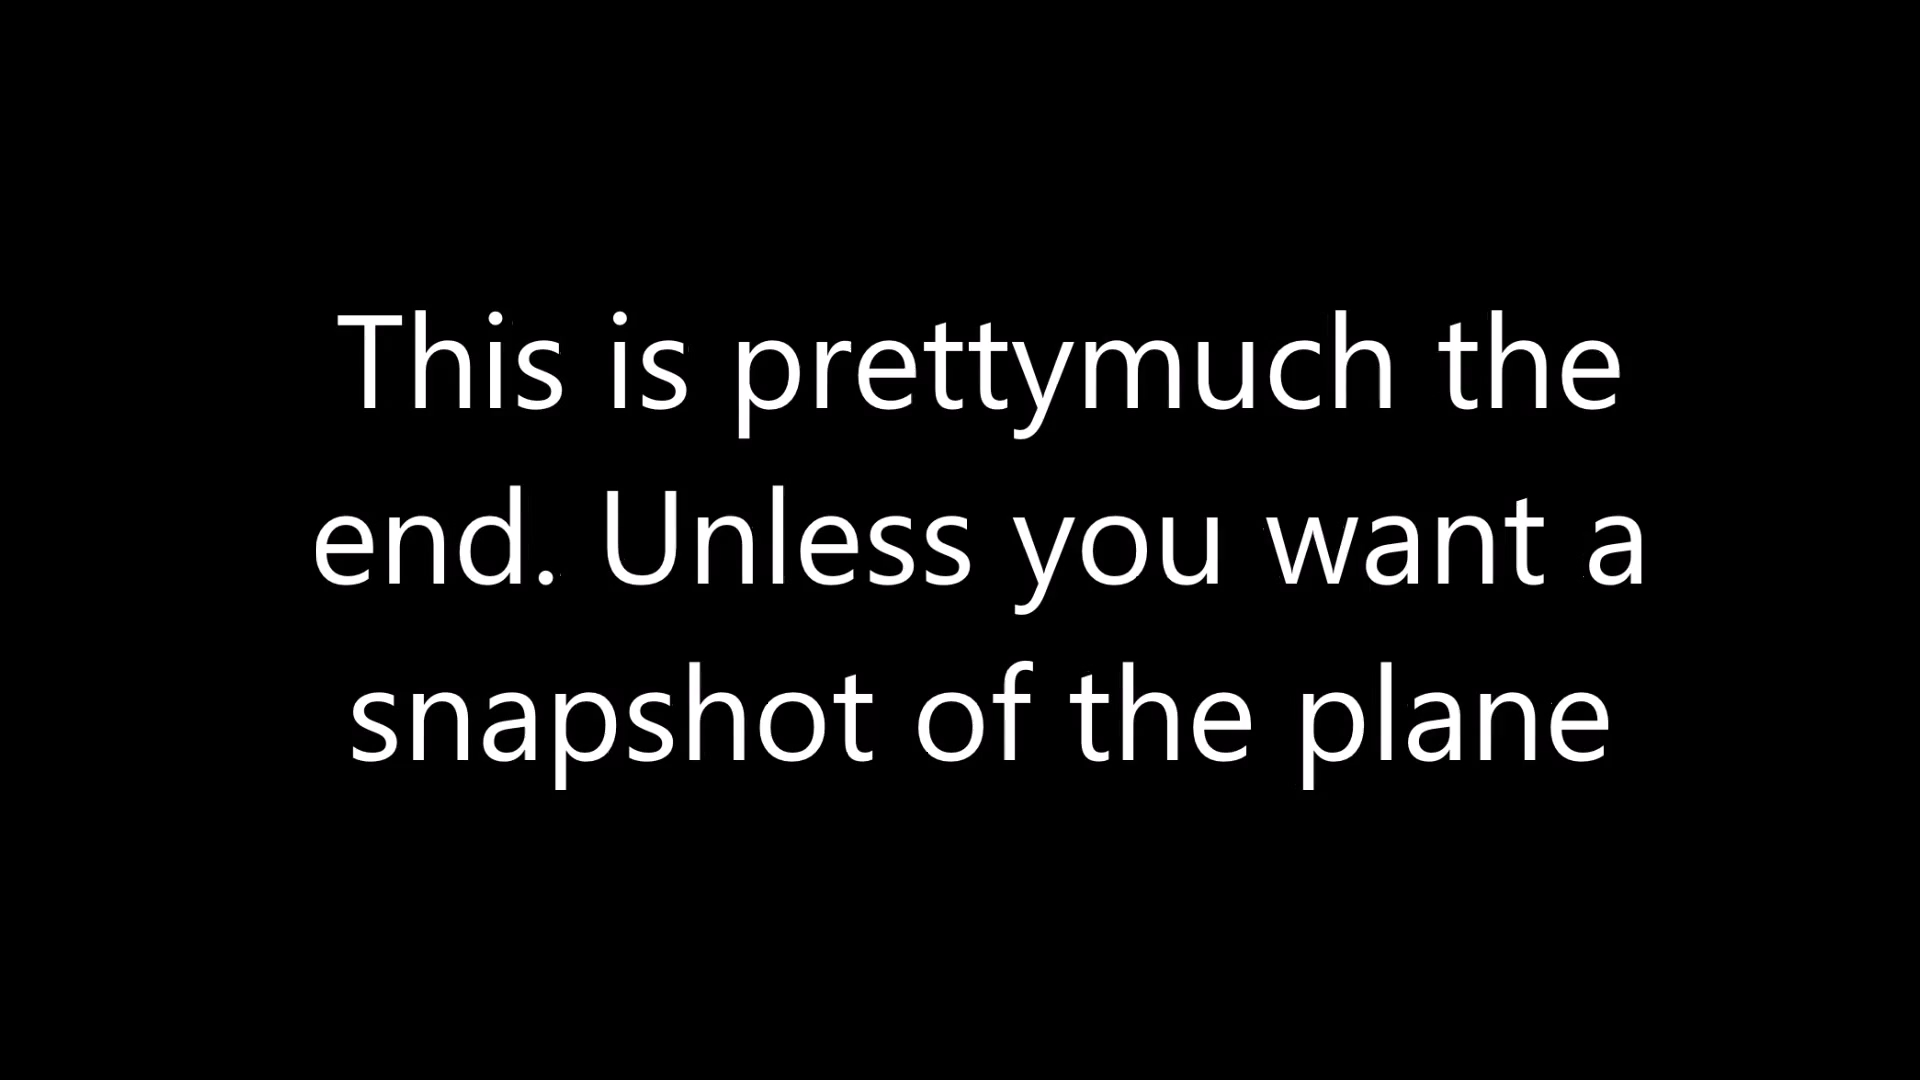 This is prettymuch the
end. Unless you want a
snapshot of the plane